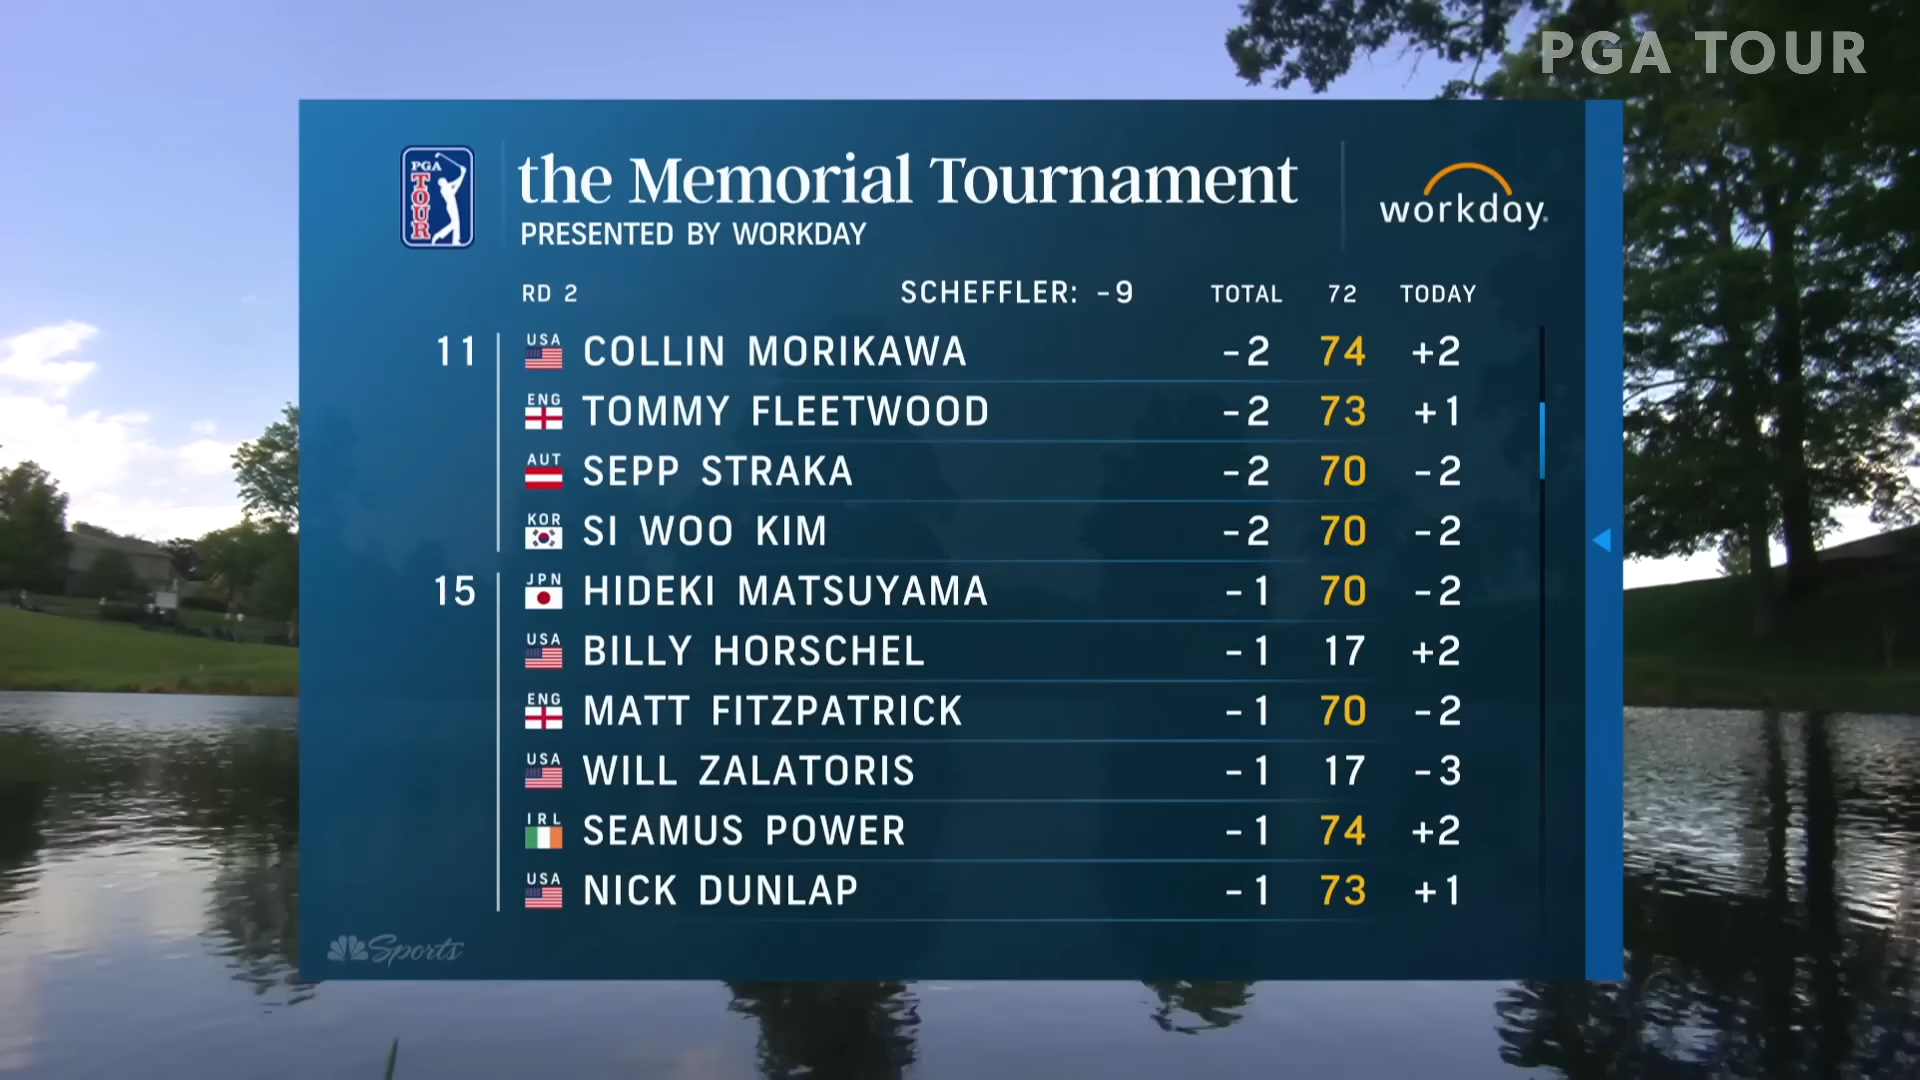 PGA TOUR
PGA TOUR
the Memorial Tournament
PRESENTED BY WORKDAY
workday.
RD 2 SCHEFFLER: -9 TOTAL 72 TODAY
11 USA COLLIN MORIKAWA -2 74 +2
ENG TOMMY FLEETWOOD -2 73 +1
AUT SEPP STRAKA -2 70 -2
KOR SI WOO KIM -2 70 -2
15 JPN HIDEKI MATSUYAMA -1 70 -2
USA BILLY HORSCHEL -1 17 +2
ENG MATT FITZPATRICK -1 70 -2
USA WILL ZALATORIS -1 17 -3
IRL SEAMUS POWER -1 74 +2
USA NICK DUNLAP -1 73 +1
Sports